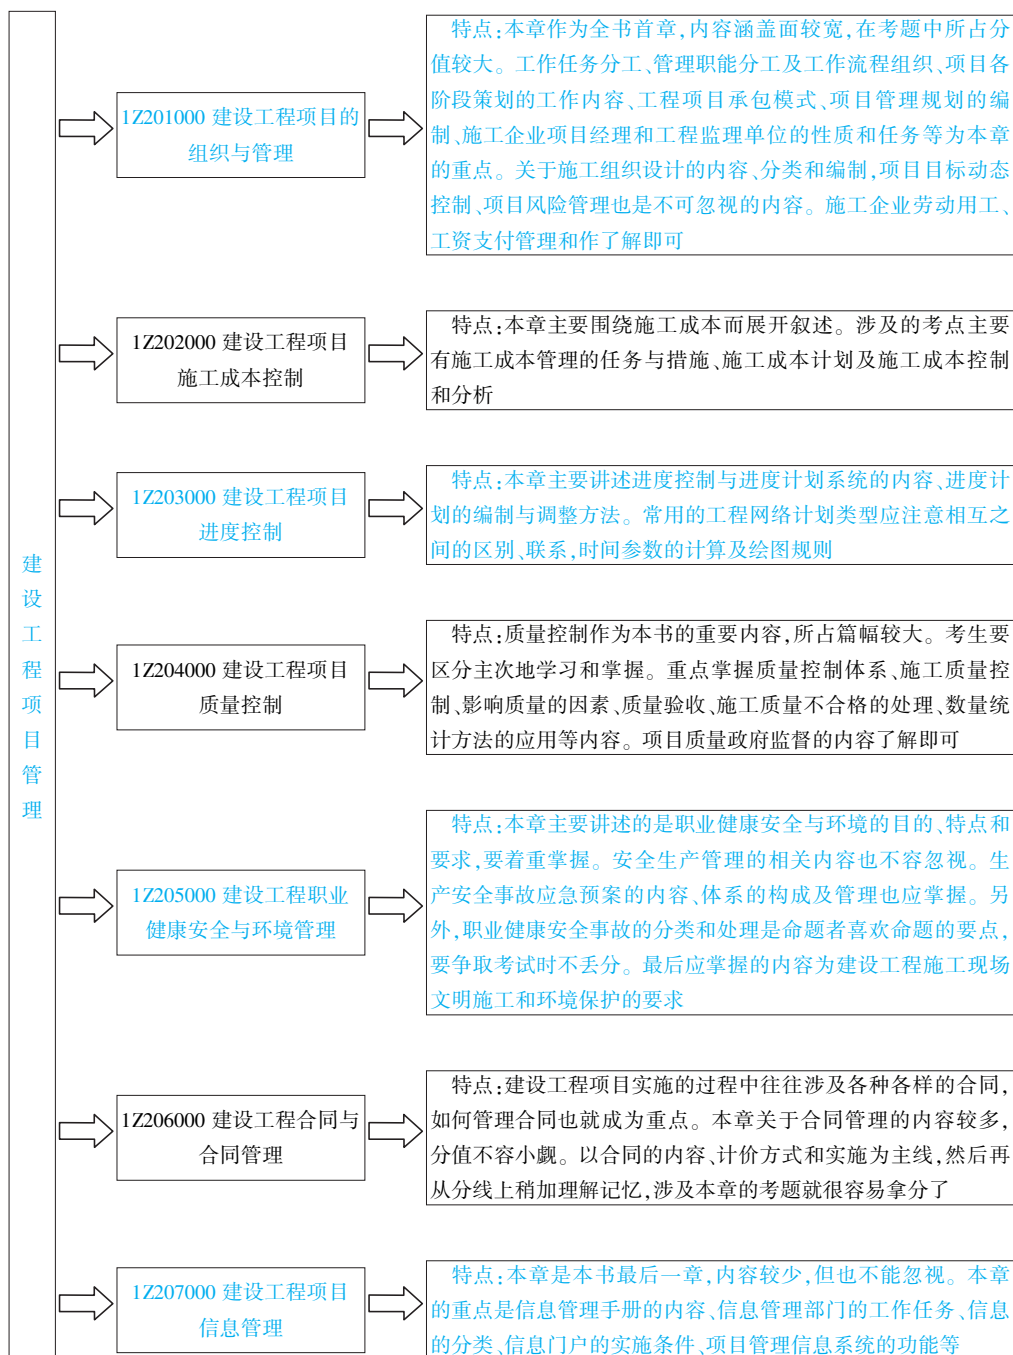 建设工程项目管理
1Z201000 建设工程项目的
组织与管理
特点:本章作为全书首章,内容涵盖面较宽,在考题中所占分
值较大。工作任务分工、管理职能分工及工作流程组织、项目各
阶段策划的工作内容、工程项目承包模式、项目管理规划的编
制、施工企业项目经理和工程监理单位的性质和任务等为本章
的重点。关于施工组织设计的内容、分类和编制,项目目标动态
控制、项目风险管理也是不可忽视的内容。施工企业劳动用工、
工资支付管理和作了解即可
1Z202000 建设工程项目
施工成本控制
特点:本章主要围绕施工成本而展开叙述。涉及的考点主要
有施工成本管理的任务与措施、施工成本计划及施工成本控制
和分析
1Z203000 建设工程项目
进度控制
特点:本章主要讲述进度控制与进度计划系统的内容、进度计
划的编制与调整方法。常用的工程网络计划类型应注意相互之
间的区别、联系,时间参数的计算及绘图规则
1Z204000 建设工程项目
质量控制
特点:质量控制作为本书的重要内容,所占篇幅较大。考生要
区分主次地学习和掌握。重点掌握质量控制体系、施工质量控
制、影响质量的因素、质量验收、施工质量不合格的处理、数量统
计方法的应用等内容。项目质量政府监督的内容了解即可
1Z205000 建设工程职业
健康安全与环境管理
特点:本章主要讲述的是职业健康安全与环境的目的、特点和
要求,要着重掌握。安全生产管理的相关内容也不容忽视。生
产安全事故应急预案的内容、体系的构成及管理也应掌握。另
外,职业健康安全事故的分类和处理是命题者喜欢命题的要点,
要争取考试时不丢分。最后应掌握的内容为建设工程施工现场
文明施工和环境保护的要求
1Z206000 建设工程合同与
合同管理
特点:建设工程项目实施的过程中往往涉及各种各样的合同,
如何管理合同也就成为重点。本章关于合同管理的内容较多,
分值不容小觑。以合同的内容、计价方式和实施为主线,然后再
从分线上稍加理解记忆,涉及本章的考题就很容易拿分了
1Z207000 建设工程项目
信息管理
特点:本章是本书最后一章,内容较少,但也不能忽视。本章
的重点是信息管理手册的内容、信息管理部门的工作任务、信息
的分类、信息门户的实施条件、项目管理信息系统的功能等